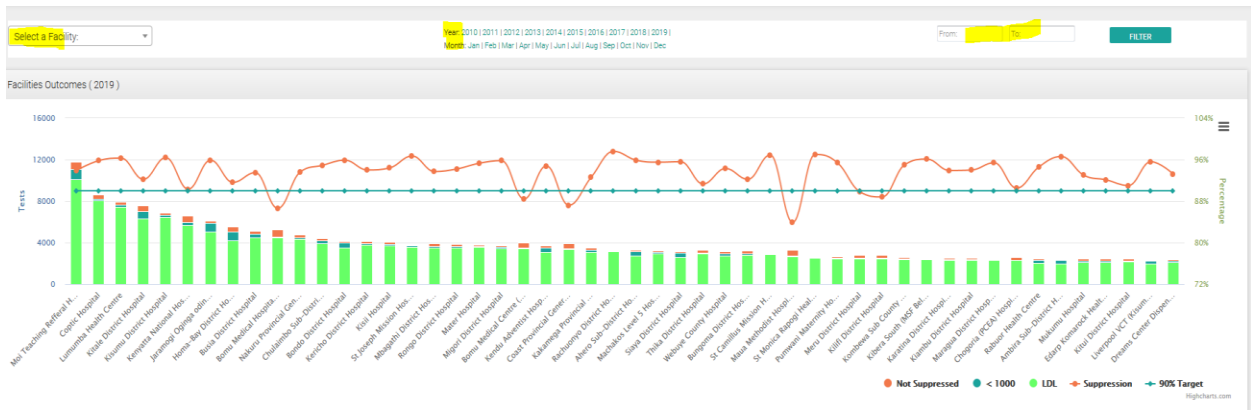 Select a Facility:
Year: 2010 | 2011 | 2012 | 2013 | 2014 | 2015 | 2016 | 2017 | 2018 | 2019 |
Month: Jan | Feb | Mar | Apr | May | Jun | Jul | Aug | Sep | Oct | Nov | Dec
From:
To:
FILTER
Facilities Outcomes ( 2019 )
16000
12000
8000
4000
0
Tests
104%
96%
88%
80%
72%
Percentage
Moi Teaching Refferal H...
Coptic Hospital
Lumumba Health Centre
Kitale District Hospital
Kisumu District Hospital
Kenyatta National Hos...
Jaramogi Oginga odin...
Homa -Bay District Ho...
Busia District Hospital
Bomu Medical Hospita...
Nakuru Provincial Gen...
Chulaimbo Sub-Distri...
Bondo District Hospital
Kericho District Hospital
Kisii Hospital
St Joseph Mission Hos...
Mbagathi District Hos...
Rongo District Hospital
Mater Hospital
Migori District Hospital
Bomu Medical Centre (...
Kendu Adventist Hosp...
Coast Provincial Gener...
Kakamega Provincial ...
Rachuonyo District Ho...
Ahero Sub-District Ho...
Machakos Level 5 Hos...
Siaya District Hospital
Thika District Hospital
Webuye County Hospital
Bungoma District Hos...
St Camillus Mission H...
Maua Methodist Hospi...
St Monica Rapogi Heal...
Pumwani Maternity Ho...
Meru District Hospital
Kilifi District Hospital
Kombewa Sub County ...
Kibera South (MSF Bel...
Karatina District Hospi...
Kiambu District Hospital
Maragua District Hosp...
Chogoria (PCEA) Hosp...
Rabuor Health Centre
Ambira Sub-District H...
Mukumu Hospital
Edarp Komarock Healt...
Kitui District Hospital
Liverpool VCT (Kisum...
Dreams Center Dispen...
Not Suppressed
< 1000
LDL
Suppression
90% Target
Highcharts.com